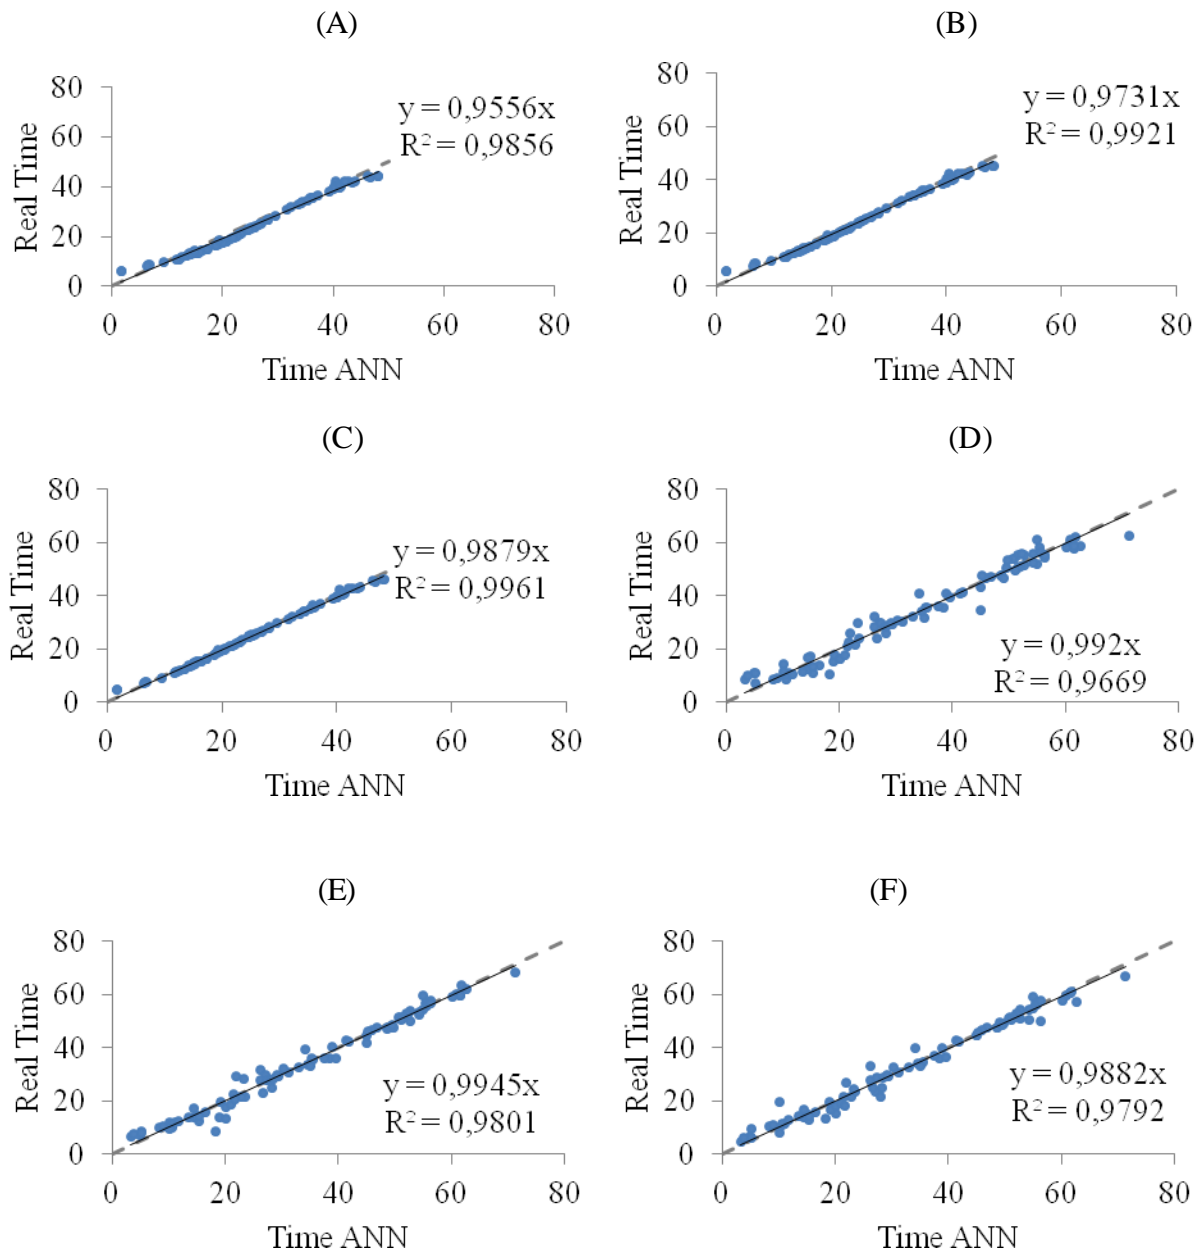 (A)
80
60
40
20
0
Real Time
y = 0,9556x
R² = 0,9856
0 20 40 60 80
Time ANN
(B)
80
60
40
20
0
Real Time
y = 0,9731x
R² = 0,9921
0 20 40 60 80
Time ANN
(C)
80
60
40
20
0
Real Time
y = 0,9879x
R² = 0,9961
0 20 40 60 80
Time ANN
(D)
80
60
40
20
0
Real Time
y = 0,992x
R² = 0,9669
0 20 40 60 80
Time ANN
(E)
80
60
40
20
0
Real Time
y = 0,9945x
R² = 0,9801
0 20 40 60 80
Time ANN
(F)
80
60
40
20
0
Real Time
y = 0,9882x
R² = 0,9792
0 20 40 60 80
Time ANN